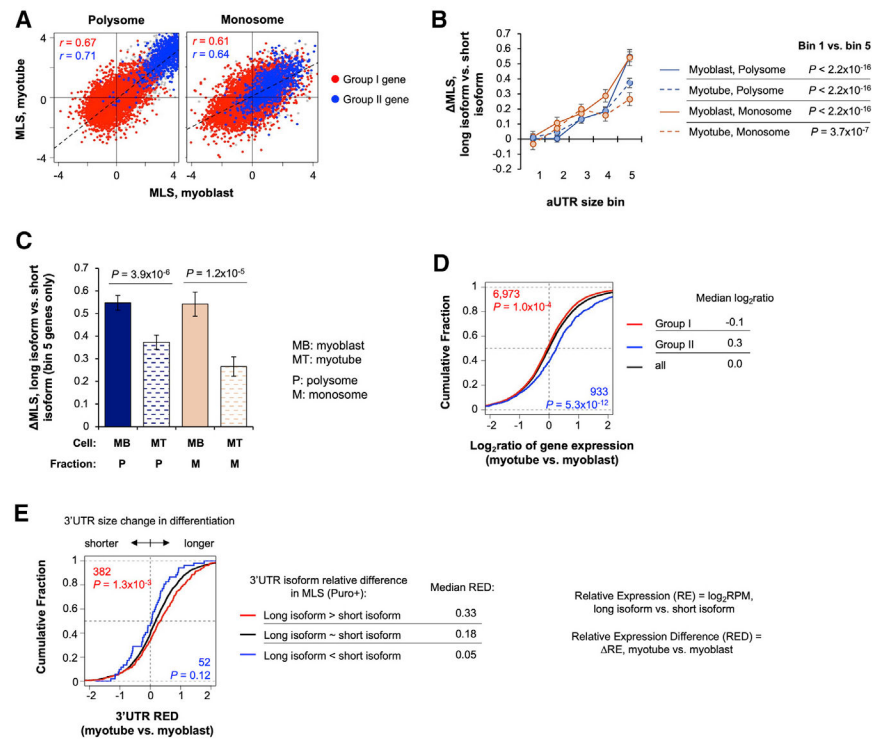 A
Polysome
Monosome
r = 0.67
r = 0.71
r = 0.61
r = 0.64
4
2
0
-2
-4
MLS, myotube
-4 -2 0 2 4
-4 -2 0 2 4
MLS, myoblast
Group I gene
Group II gene
B
ΔMLS,
long isoform vs. short
isoform
0.7
0.6
0.5
0.4
0.3
0.2
0.1
0
-0.1
-0.2
1 2 3 4 5
aUTR size bin
Bin 1 vs. bin 5
Myoblast, Polysome P < 2.2x10⁻¹⁶
Myotube, Polysome P < 2.2x10⁻¹⁶
Myoblast, Monosome P < 2.2x10⁻¹⁶
Myotube, Monosome P = 3.7x10⁻⁷
C
ΔMLS, long isoform vs. short
isoform (bin 5 genes only)
0.7
0.6
0.5
0.4
0.3
0.2
0.1
0
P = 3.9x10⁻⁶
P = 1.2x10⁻⁵
Cell: MB MT MB MT
Fraction: P P M M
MB: myoblast
MT: myotube
P: polysome
M: monosome
D
Cumulative Fraction
1
0.8
0.6
0.4
0.2
0
6,973
P = 1.0x10⁻⁴
933
P = 5.3x10⁻¹²
-2 -1 0 1 2
Log₂ratio of gene expression
(myotube vs. myoblast)
Median log₂ratio
Group I -0.1
Group II 0.3
all 0.0
E
3'UTR size change in differentiation
shorter longer
Cumulative Fraction
1
0.8
0.6
0.4
0.2
0
382
P = 1.3x10⁻³
52
P = 0.12
-2 -1 0 1 2
3'UTR RED
(myotube vs. myoblast)
3'UTR isoform relative difference
in MLS (Puro+):
Median RED:
Long isoform > short isoform 0.33
Long isoform ~ short isoform 0.18
Long isoform < short isoform 0.05
Relative Expression (RE) = log₂RPM,
long isoform vs. short isoform
Relative Expression Difference (RED) =
ΔRE, myotube vs. myoblast